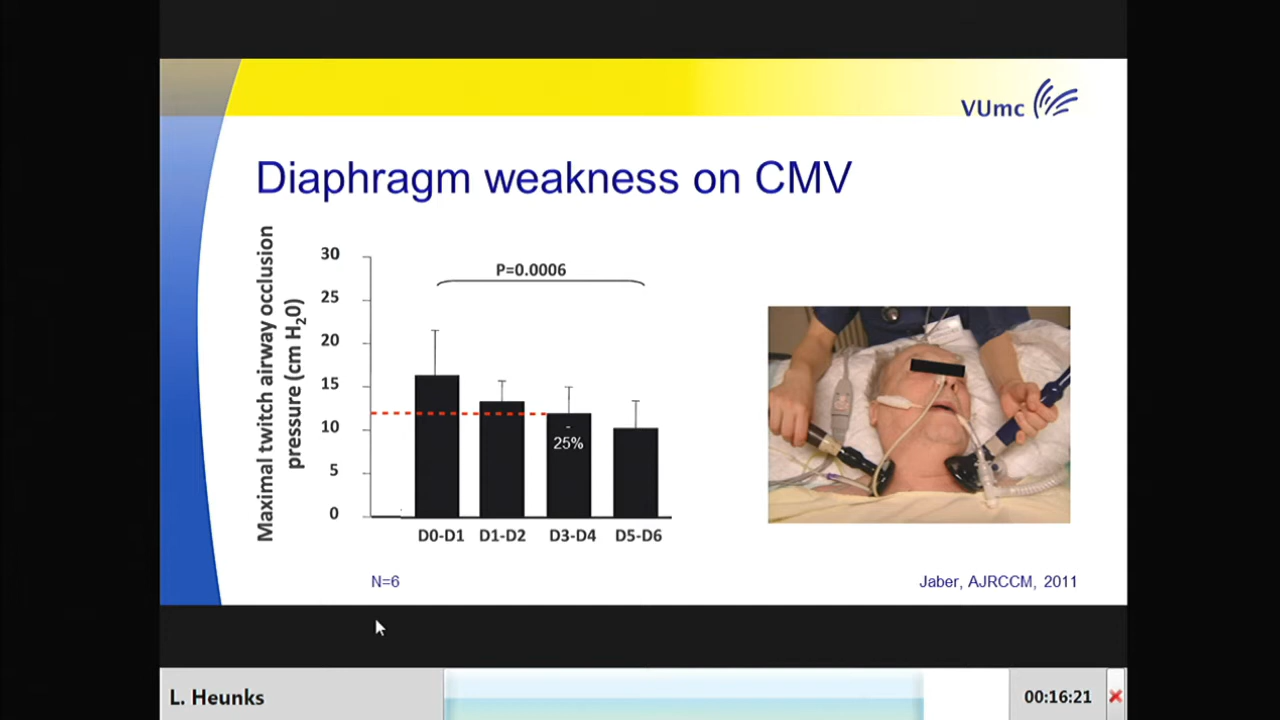 VUmc
Diaphragm weakness on CMV
Maximal twitch airway occlusion
pressure (cm H₂0)
30
25
20
15
10
5
0
P=0.0006
-
25%
D0-D1 D1-D2 D3-D4 D5-D6
N=6
Jaber, AJRCCM, 2011
L. Heunks
00:16:21